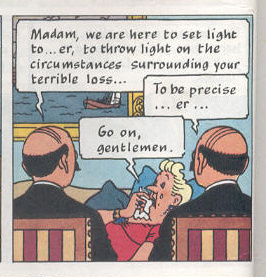 Madam, we are here to set light
to...er, to throw light on the
circumstances surrounding your
terrible loss...
To be precise
... er ...
Go on,
gentlemen.